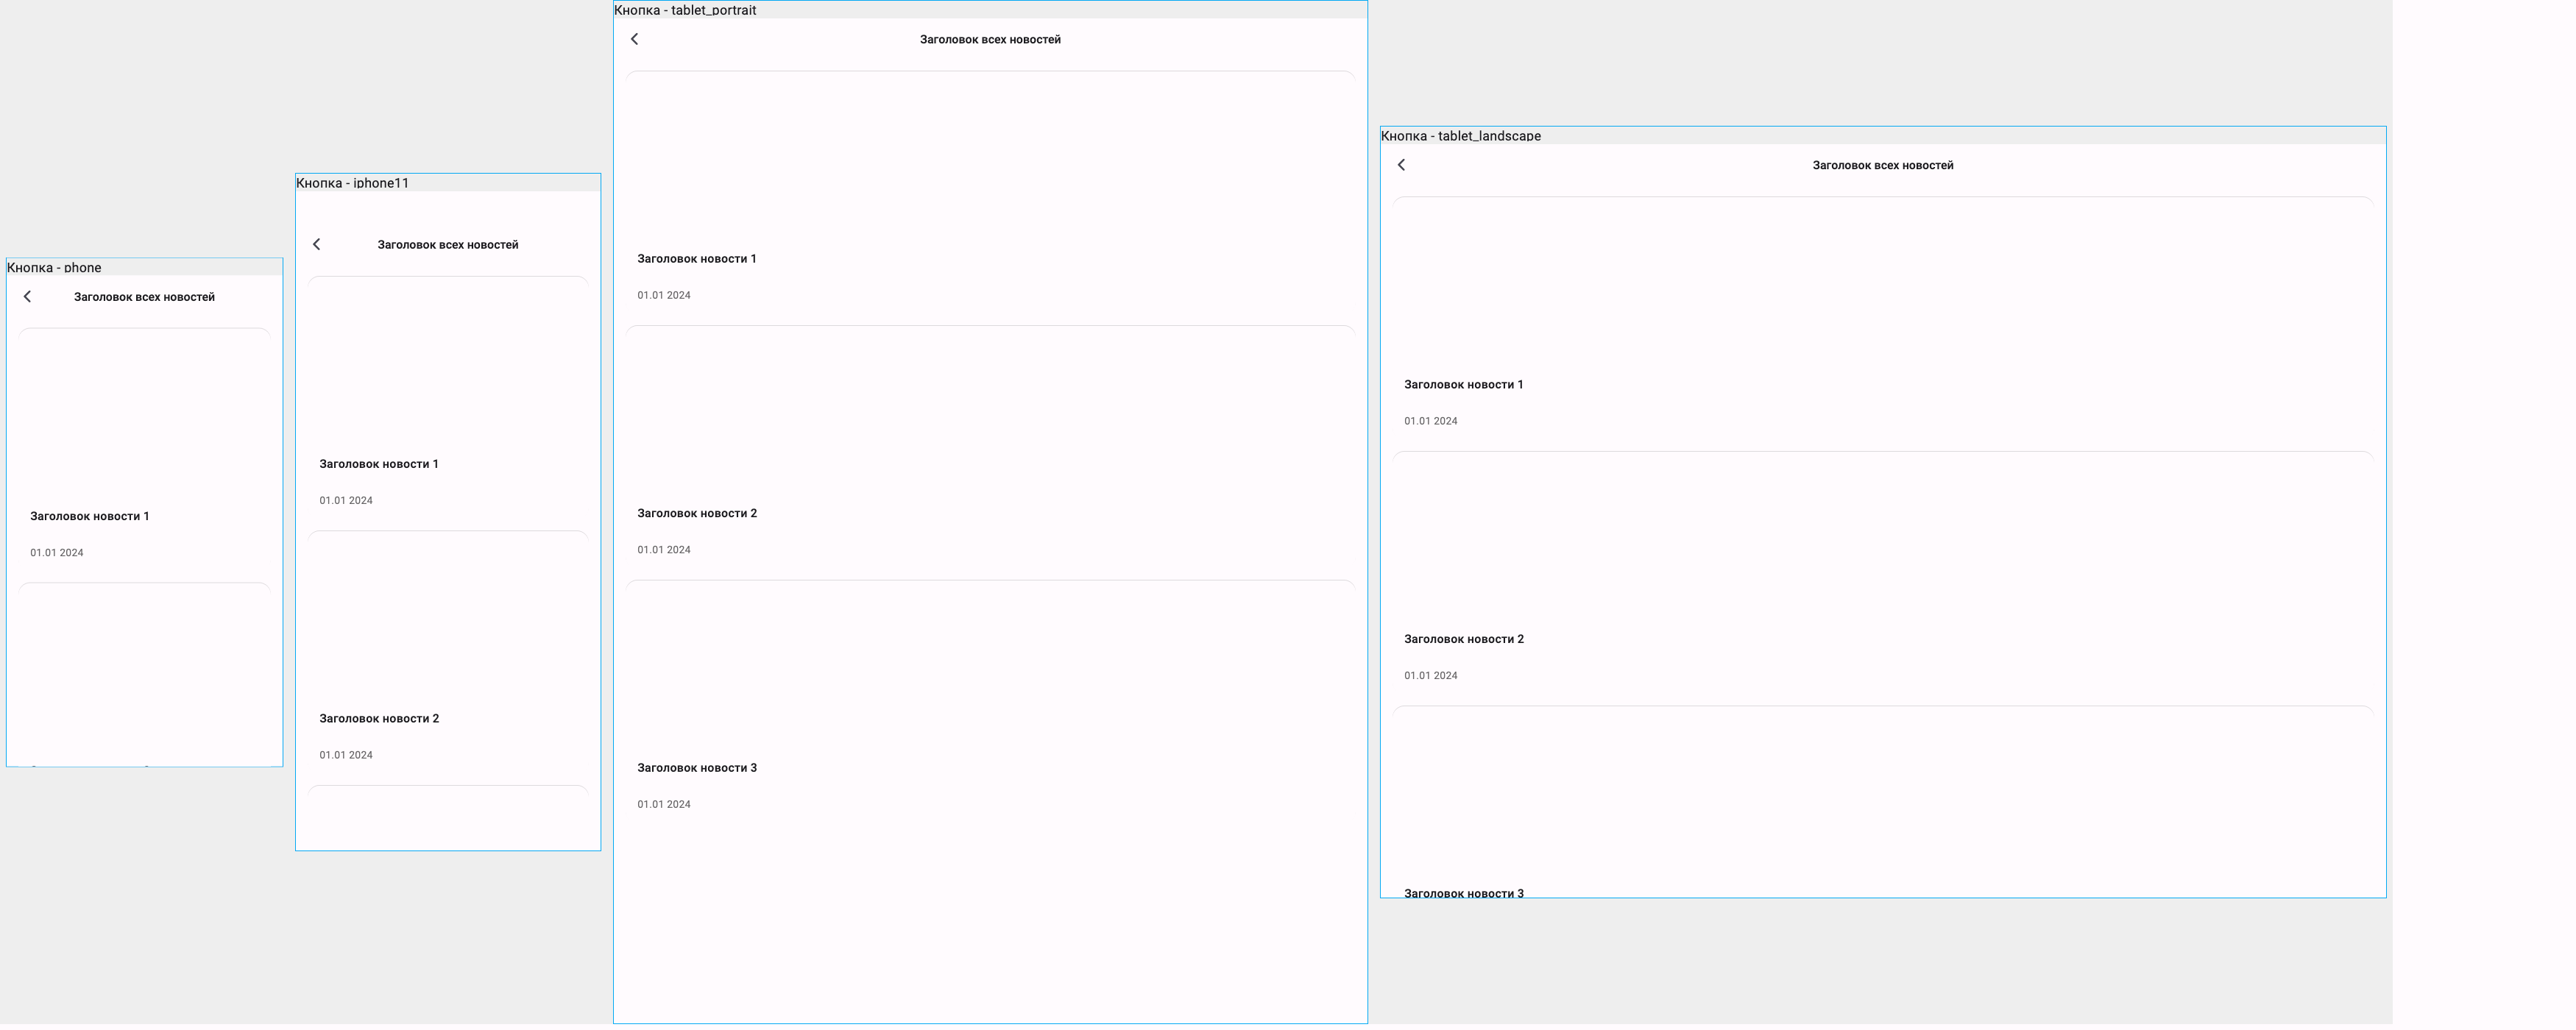 Кнопка - phone
Заголовок всех новостей
Заголовок новости 1
01.01 2024
Кнопка - iphone11
Заголовок всех новостей
Заголовок новости 1
01.01 2024
Заголовок новости 2
01.01 2024
Кнопка - tablet_portrait
Заголовок всех новостей
Заголовок новости 1
01.01 2024
Заголовок новости 2
01.01 2024
Заголовок новости 3
01.01 2024
Кнопка - tablet_landscape
Заголовок всех новостей
Заголовок новости 1
01.01 2024
Заголовок новости 2
01.01 2024
Заголовок новости 3